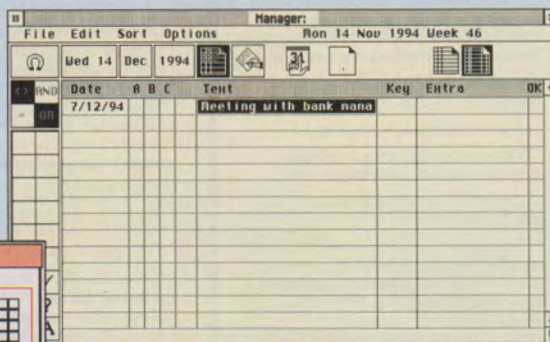 Manager:
File Edit Sort Options Mon 14 Nov 1994 Week 46
Wed 14 Dec 1994 31
<> AND Date A B C Text Key Extra OK
= OR 7/12/94 Meeting with bank mana
?
A